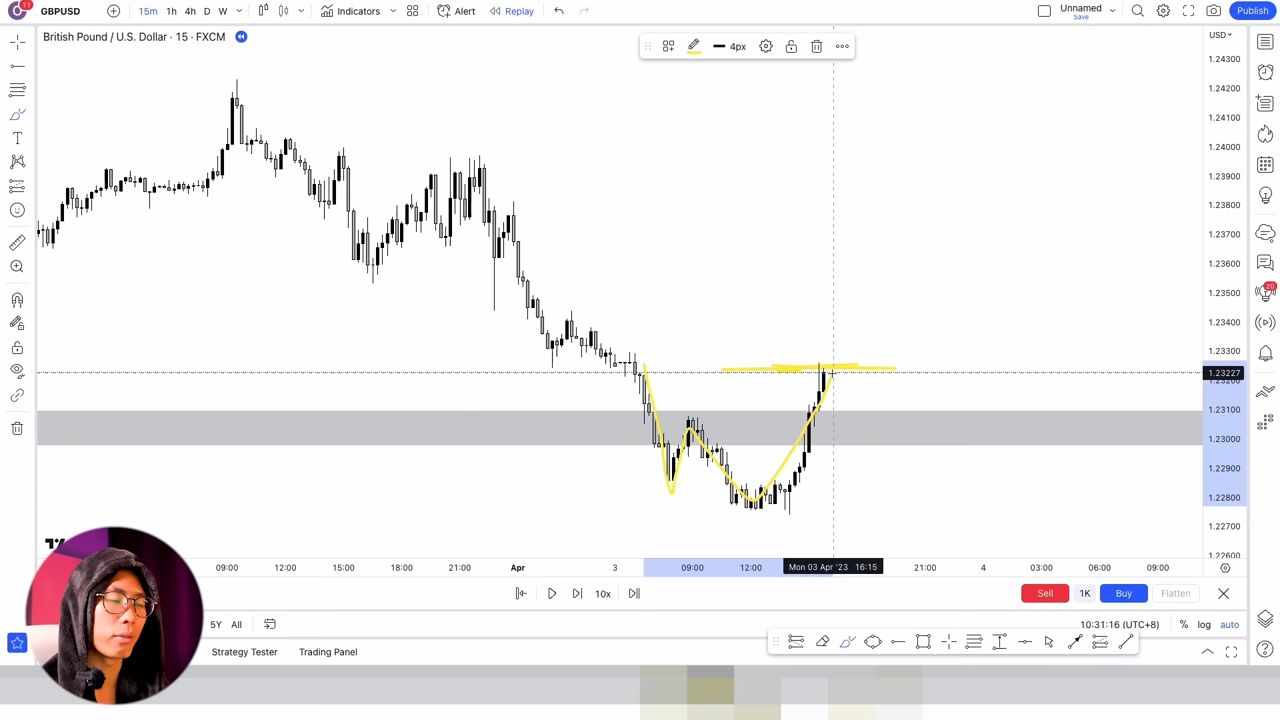 11
GBPUSD
15m 1h 4h D W
Indicators
Alert
Replay
Unnamed
Save
Publish
British Pound / U.S. Dollar · 15 · FXCM
4px
USD
1.24300
1.24200
1.24100
1.24000
1.23900
1.23800
1.23700
1.23600
1.23500
1.23400
1.23300
1.23227
1.23200
1.23100
1.23000
1.22900
1.22800
1.22700
1.22600
20
09:00 12:00 15:00 18:00 21:00 Apr 3 09:00 12:00 Mon 03 Apr '23 16:15 21:00 4 03:00 06:00 09:00
10x
Sell 1K Buy Flatten
5Y All
10:31:16 (UTC+8) % log auto
Strategy Tester Trading Panel